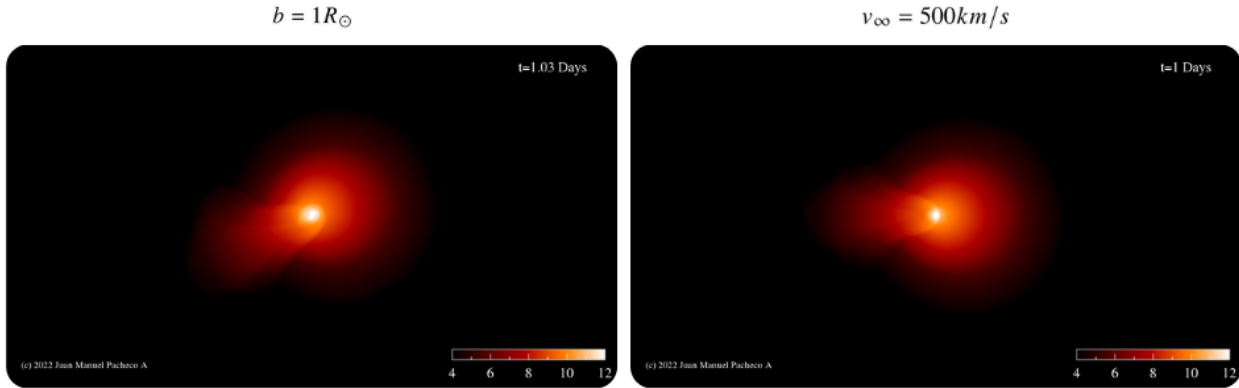 b = 1R☉
v∞ = 500km/s
t=1.03 Days
t=1 Days
(c) 2022 Juan Manuel Pacheco A
4 6 8 10 12
(c) 2022 Juan Manuel Pacheco A
4 6 8 10 12